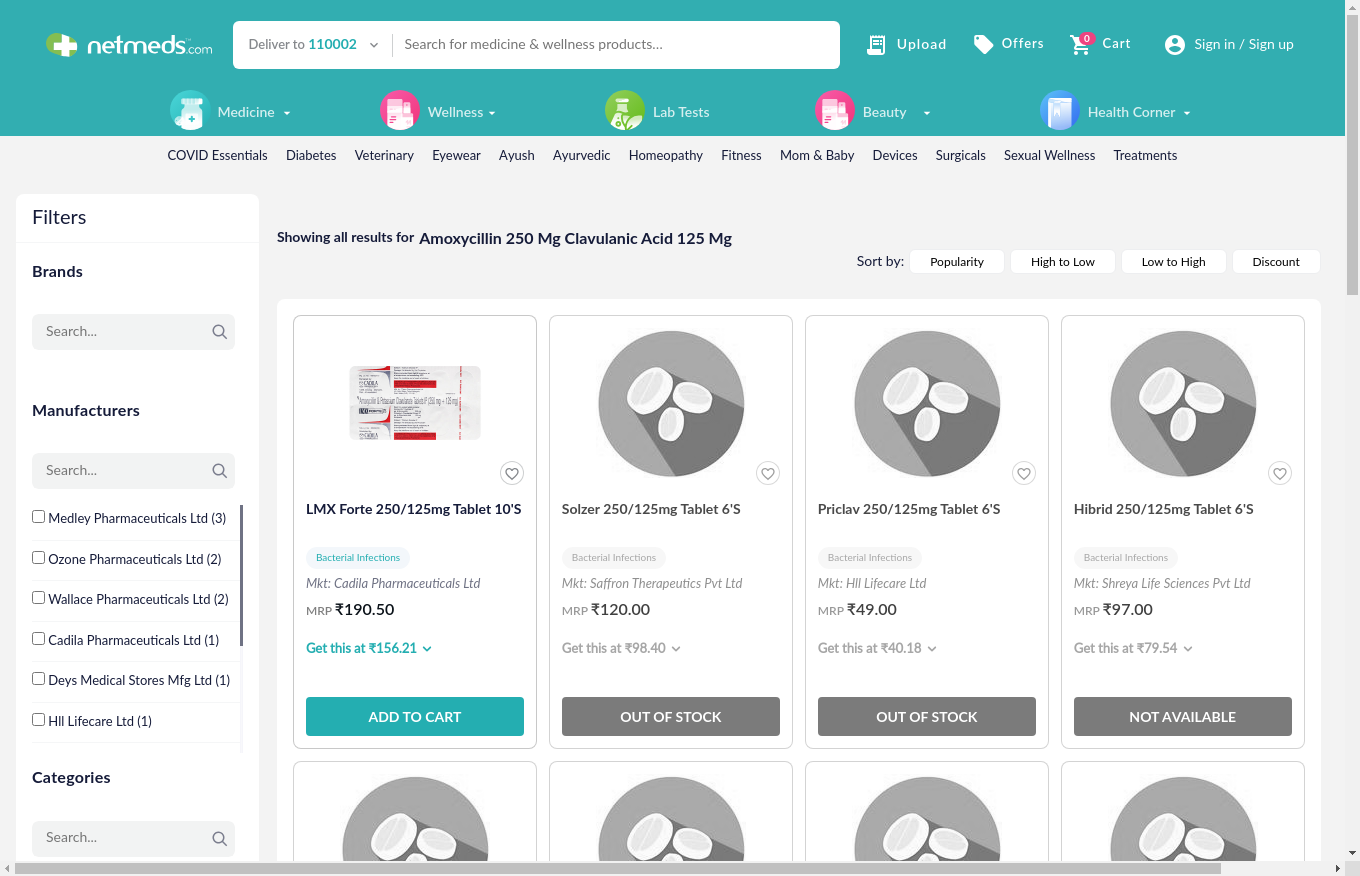 netmeds.com
Deliver to 110002
Search for medicine & wellness products...
Upload
Offers
0
Cart
Sign in / Sign up
Medicine
Wellness
Lab Tests
Beauty
Health Corner
COVID Essentials Diabetes Veterinary Eyewear Ayush Ayurvedic Homeopathy Fitness Mom & Baby Devices Surgicals Sexual Wellness Treatments
Filters
Brands
Search...
Manufacturers
Search...
Medley Pharmaceuticals Ltd (3)
Ozone Pharmaceuticals Ltd (2)
Wallace Pharmaceuticals Ltd (2)
Cadila Pharmaceuticals Ltd (1)
Deys Medical Stores Mfg Ltd (1)
Hll Lifecare Ltd (1)
Categories
Search...
Showing all results for Amoxycillin 250 Mg Clavulanic Acid 125 Mg
Sort by: Popularity High to Low Low to High Discount
CADILA
LMX Forte 250/125mg Tablet 10'S
Bacterial Infections
Mkt: Cadila Pharmaceuticals Ltd
MRP ₹190.50
Get this at ₹156.21
ADD TO CART
Solzer 250/125mg Tablet 6'S
Bacterial Infections
Mkt: Saffron Therapeutics Pvt Ltd
MRP ₹120.00
Get this at ₹98.40
OUT OF STOCK
Priclav 250/125mg Tablet 6'S
Bacterial Infections
Mkt: Hll Lifecare Ltd
MRP ₹49.00
Get this at ₹40.18
OUT OF STOCK
Hibrid 250/125mg Tablet 6'S
Bacterial Infections
Mkt: Shreya Life Sciences Pvt Ltd
MRP ₹97.00
Get this at ₹79.54
NOT AVAILABLE